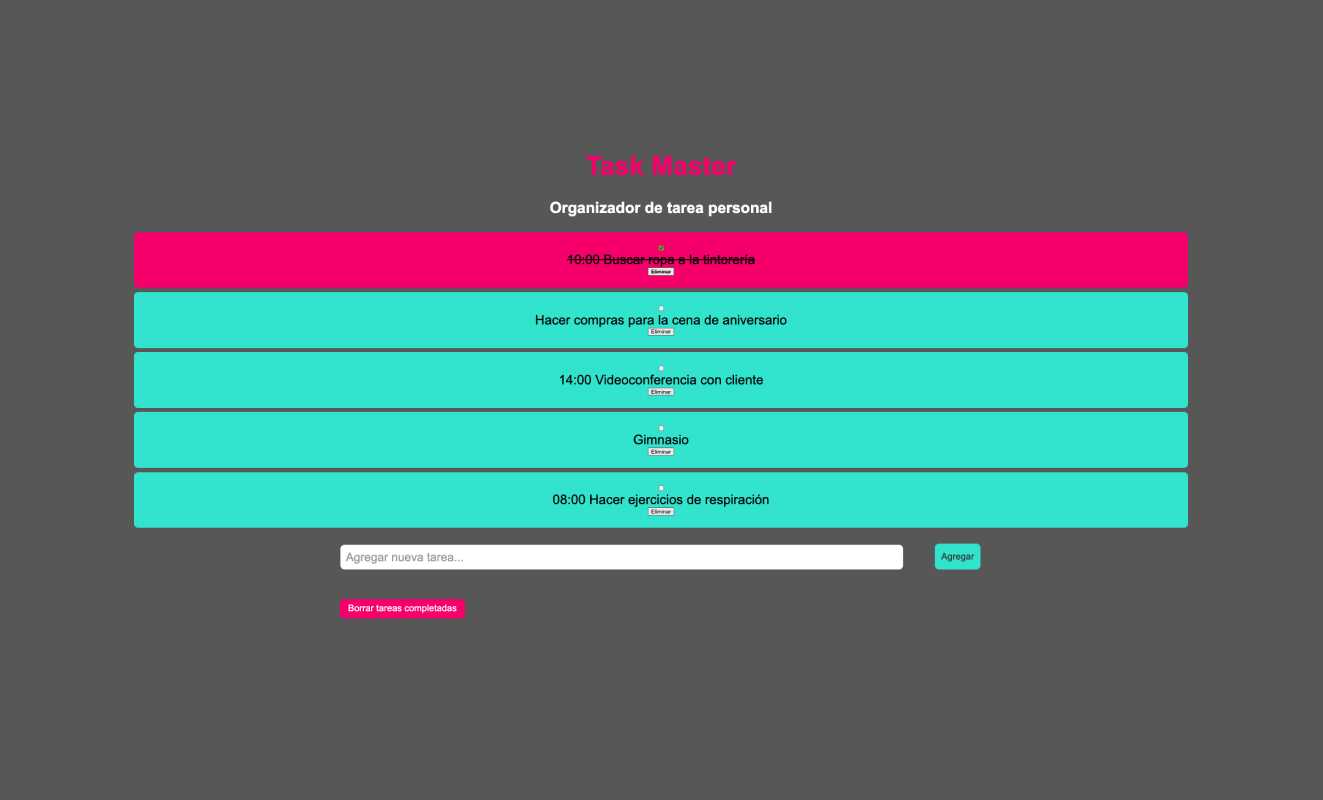 Task Master
Organizador de tarea personal
10:00 Buscar ropa a la tintorería
Eliminar
Hacer compras para la cena de aniversario
Eliminar
14:00 Videoconferencia con cliente
Eliminar
Gimnasio
Eliminar
08:00 Hacer ejercicios de respiración
Eliminar
Agregar nueva tarea...
Agregar
Borrar tareas completadas